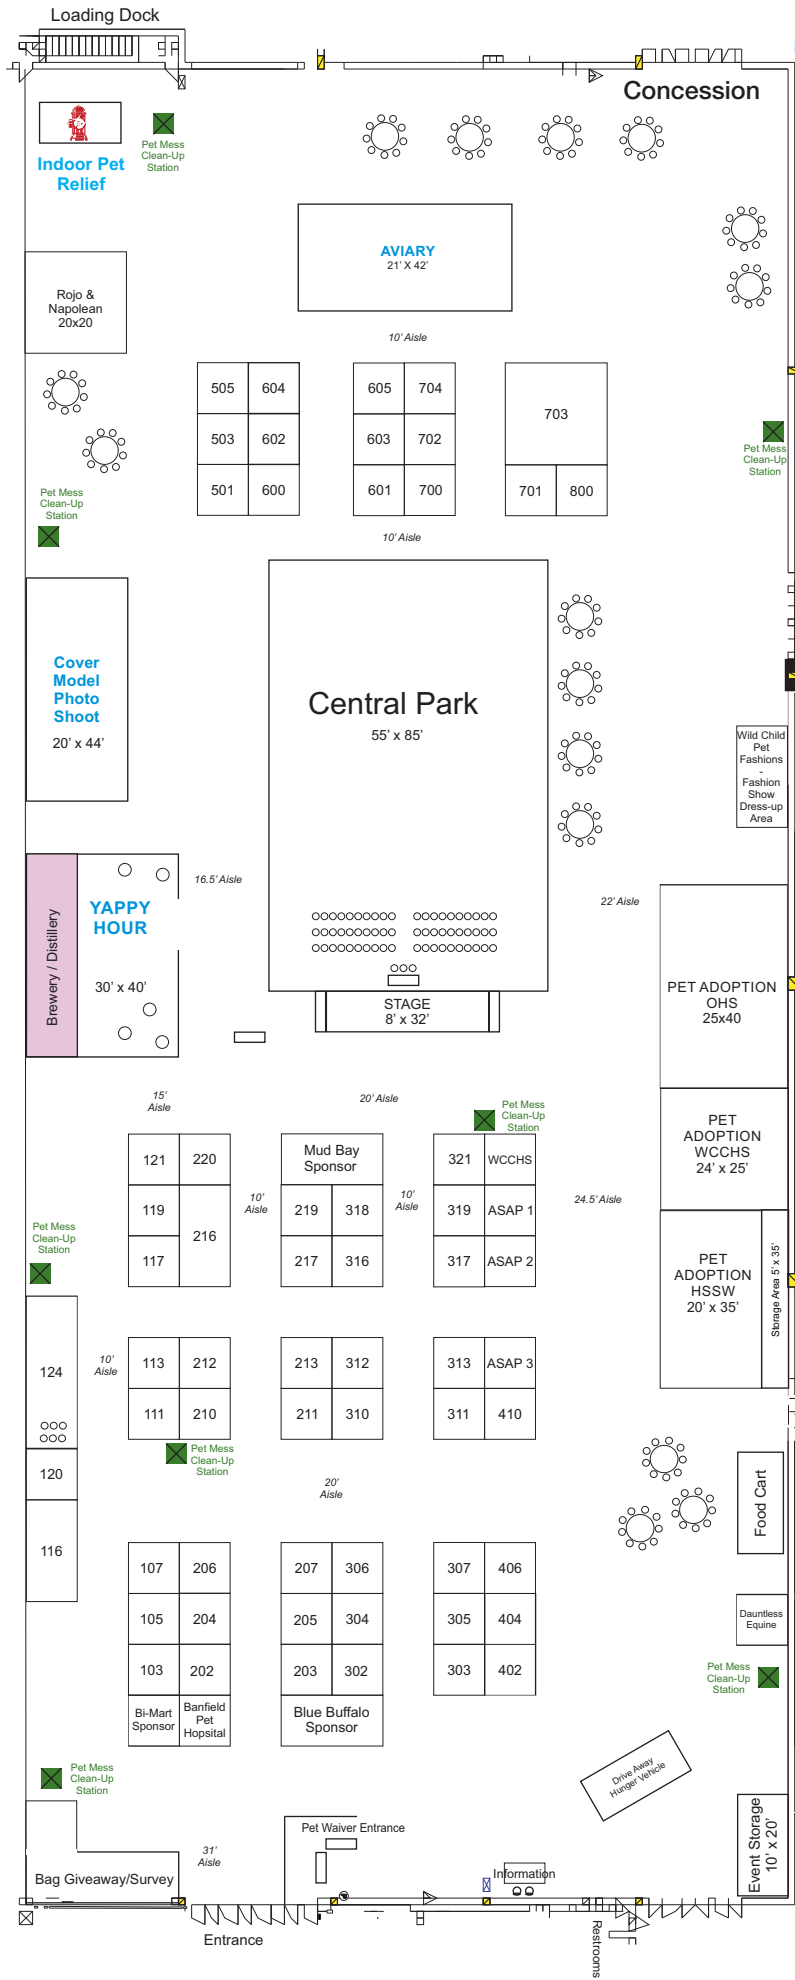 Loading Dock
Concession
Indoor Pet
Relief
Pet Mess
Clean-Up
Station
AVIARY
21' X 42'
Rojo &
Napolean
20x20
10' Aisle
505 604
503 602
501 600
605 704
603 702
601 700
703
701 800
Pet Mess
Clean-Up
Station
Pet Mess
Clean-Up
Station
10' Aisle
Cover
Model
Photo
Shoot
20' x 44'
Central Park
55' x 85'
Wild Child
Pet
Fashions
-
Fashion
Show
Dress-up
Area
16.5' Aisle
22' Aisle
Brewery / Distillery
YAPPY
HOUR
30' x 40'
STAGE
8' x 32'
PET ADOPTION
OHS
25x40
15'
Aisle
20' Aisle
Pet Mess
Clean-Up
Station
PET
ADOPTION
WCCHS
24' x 25'
121 220
119
216
117
10'
Aisle
Mud Bay
Sponsor
219 318
217 316
10'
Aisle
321 WCCHS
319 ASAP 1
317 ASAP 2
24.5' Aisle
Pet Mess
Clean-Up
Station
PET
ADOPTION
HSSW
20' x 35'
Storage Area 5' x 35'
124
10'
Aisle
113 212
111 210
213 312
211 310
313 ASAP 3
311 410
Pet Mess
Clean-Up
Station
120
116
20'
Aisle
Food Cart
107 206
105 204
103 202
Bi-Mart
Sponsor
Banfield
Pet
Hopsital
207 306
205 304
203 302
Blue Buffalo
Sponsor
307 406
305 404
303 402
Dauntless
Equine
Pet Mess
Clean-Up
Station
Drive Away
Hunger Vehicle
Pet Mess
Clean-Up
Station
Event Storage
10' x 20'
Pet Waiver Entrance
31'
Aisle
Bag Giveaway/Survey
Information
Entrance
Restrooms